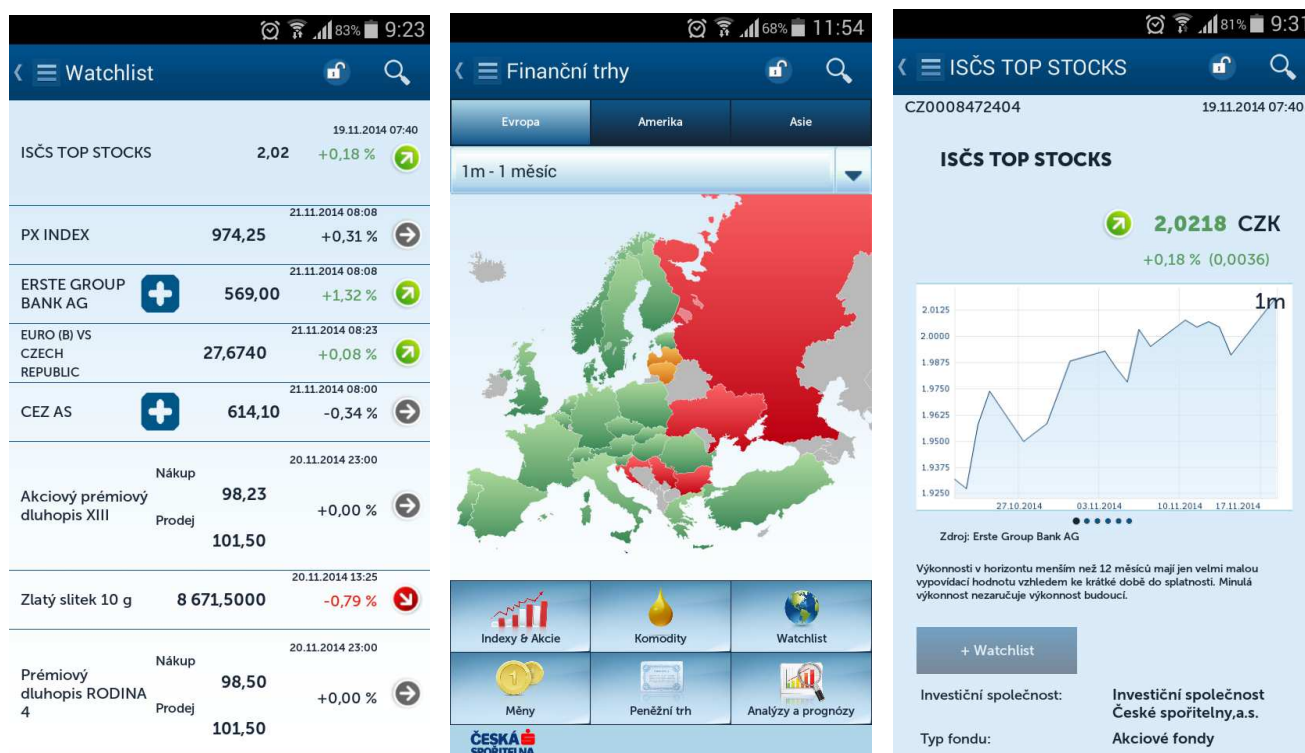 83% 9:23
Watchlist
19.11.2014 07:40
ISČS TOP STOCKS 2,02 +0,18 %
21.11.2014 08:08
PX INDEX 974,25 +0,31 %
21.11.2014 08:08
ERSTE GROUP
BANK AG 569,00 +1,32 %
21.11.2014 08:23
EURO (B) VS
CZECH 27,6740 +0,08 %
REPUBLIC
21.11.2014 08:00
CEZ AS 614,10 -0,34 %
20.11.2014 23:00
Nákup
98,23
Akciový prémiový
dluhopis XIII +0,00 %
Prodej
101,50
20.11.2014 13:25
Zlatý slitek 10 g 8 671,5000 -0,79 %
20.11.2014 23:00
Nákup
Prémiový 98,50
dluhopis RODINA +0,00 %
4 Prodej
101,50
68% 11:54
Finanční trhy
Evropa Amerika Asie
1m - 1 měsíc
Indexy & Akcie Komodity Watchlist
Měny Peněžní trh Analýzy a prognózy
ČESKÁ
SPOŘITELNA
81% 9:31
ISČS TOP STOCKS
CZ0008472404 19.11.2014 07:40
ISČS TOP STOCKS
2,0218 CZK
+0,18 % (0,0036)
1m
2.0125
2.0000
1.9875
1.9750
1.9625
1.9500
1.9375
1.9250
27.10.2014 03.11.2014 10.11.2014 17.11.2014
Zdroj: Erste Group Bank AG
Výkonnosti v horizontu menším než 12 měsíců mají jen velmi malou
vypovídací hodnotu vzhledem ke krátké době do splatnosti. Minulá
výkonnost nezaručuje výkonnost budoucí.
+ Watchlist
Investiční společnost: Investiční společnost
České spořitelny,a.s.
Typ fondu: Akciové fondy